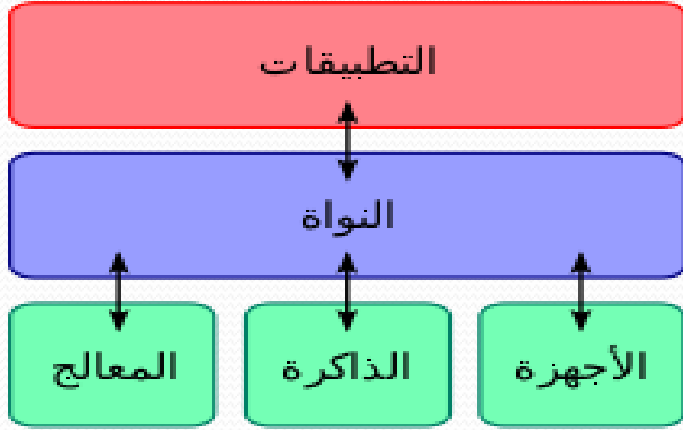 التطبيقات
النواة
الأجهزة
الذاكرة
المعالج